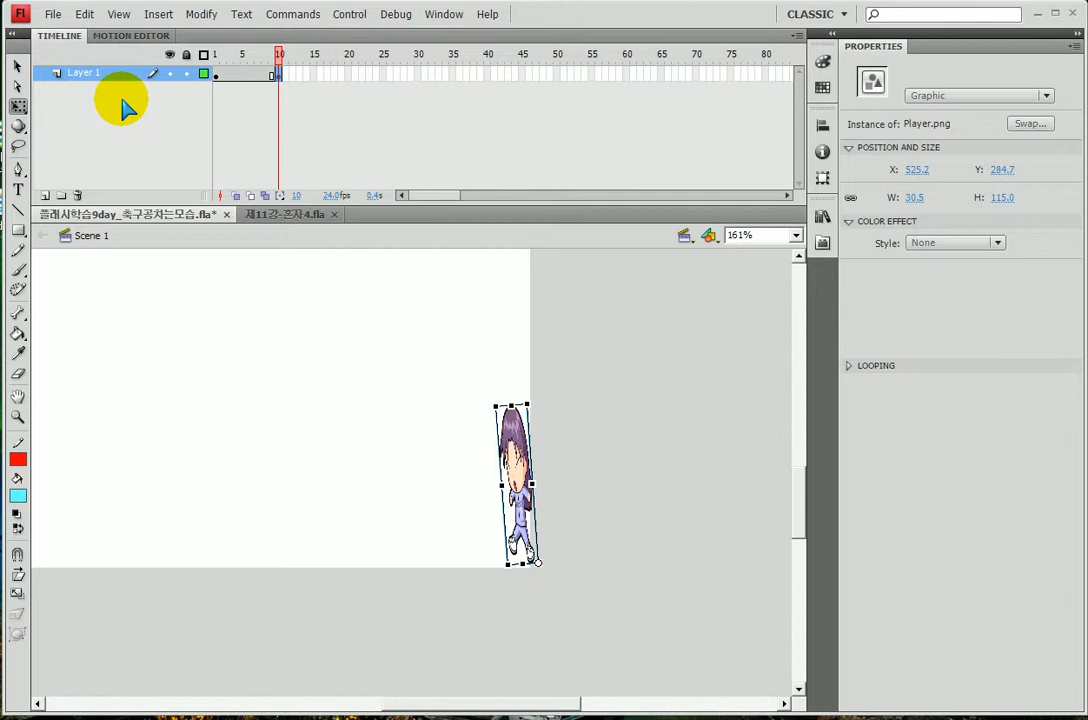 Fl File Edit View Insert Modify Text Commands Control Debug Window Help CLASSIC
TIMELINE MOTION EDITOR
1 5 10 15 20 25 30 35 40 45 50 55 60 65 70 75 80
Layer 1
10 24.0fps 0.4s
플래시학습9day_축구공차는모습.fla* 제11강-혼자4.fla
Scene 1 161%
PROPERTIES
Graphic
Instance of: Player.png Swap...
POSITION AND SIZE
X: 525.2 Y: 284.7
W: 30.5 H: 115.0
COLOR EFFECT
Style: None
LOOPING